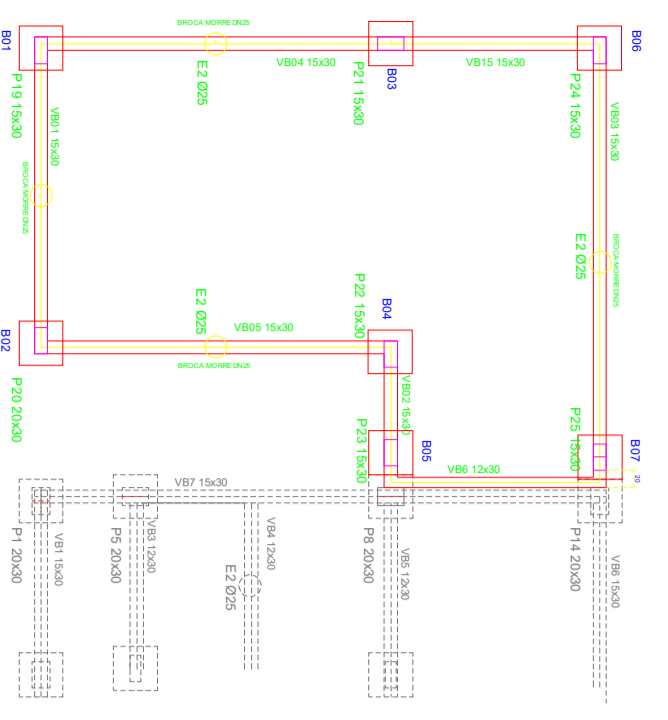 BROCA MORRE DN25
B01
P19 15x30
E2 Ø25
VB04 15x30
P21 15x30
B03
VB15 15x30
P24 15x30
B06
VB01 15x30
BROCA MORRE DN25
VB03 15x30
E2 Ø25
BROCA MORRE DN25
B02
P20 20x30
E2 Ø25
VB05 15x30
BROCA MORRE DN25
P22 15x30
B04
VB02 15x30
P23 15x30
B05
VB6 12x30
P25 15x30
B07
20
VB7 15x30
P1 20x30
VB1 15x30
P5 20x30
VB3 12x30
E2 Ø25
VB4 12x30
P8 20x30
VB5 12x30
P14 20x30
VB6 15x30